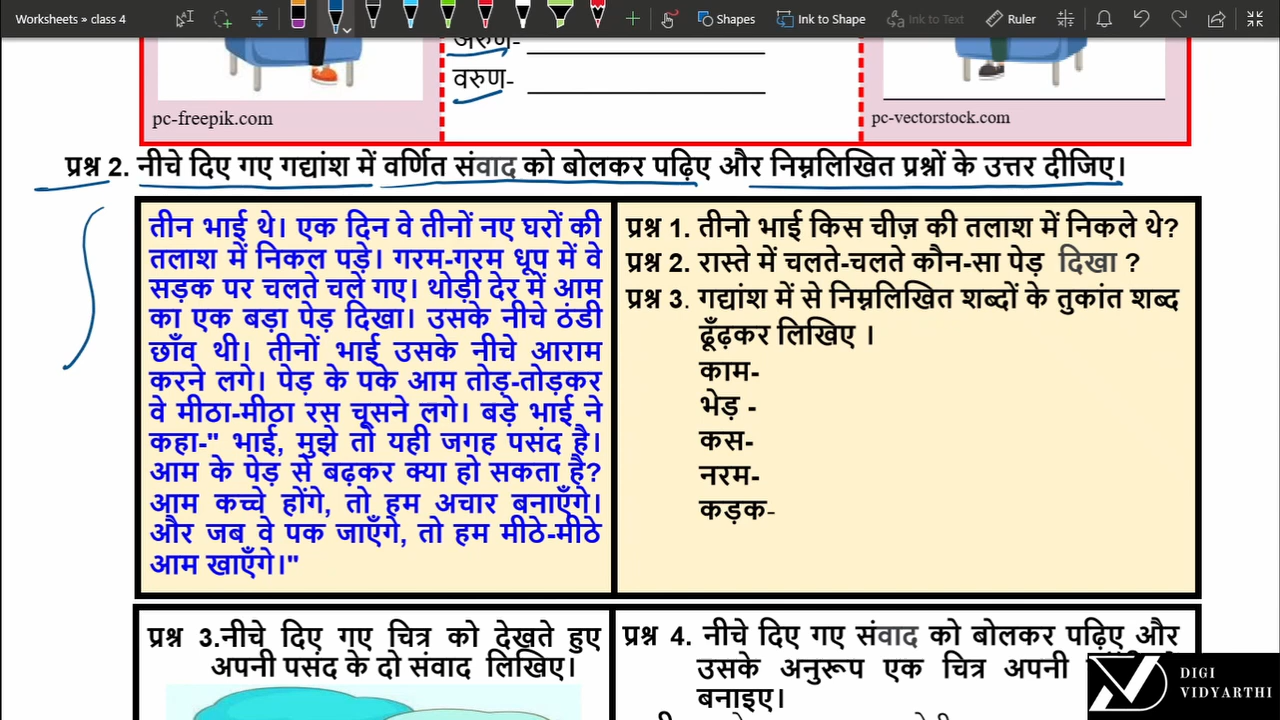 Worksheets » class 4
Shapes
Ink to Shape
Ink to Text
Ruler
अरुण-
वरुण-
pc-freepik.com
pc-vectorstock.com
प्रश्न 2. नीचे दिए गए गद्यांश में वर्णित संवाद को बोलकर पढ़िए और निम्नलिखित प्रश्नों के उत्तर दीजिए।
तीन भाई थे। एक दिन वे तीनों नए घरों की
तलाश में निकल पड़े। गरम-गरम धूप में वे
सड़क पर चलते चले गए। थोड़ी देर में आम
का एक बड़ा पेड़ दिखा। उसके नीचे ठंडी
छाँव थी। तीनों भाई उसके नीचे आराम
करने लगे। पेड़ के पके आम तोड़-तोड़कर
वे मीठा-मीठा रस चूसने लगे। बड़े भाई ने
कहा-" भाई, मुझे तो यही जगह पसंद है।
आम के पेड़ से बढ़कर क्या हो सकता है?
आम कच्चे होंगे, तो हम अचार बनाएँगे।
और जब वे पक जाएँगे, तो हम मीठे-मीठे
आम खाएँगे।"
प्रश्न 1. तीनो भाई किस चीज़ की तलाश में निकले थे?
प्रश्न 2. रास्ते में चलते-चलते कौन-सा पेड़ दिखा ?
प्रश्न 3. गद्यांश में से निम्नलिखित शब्दों के तुकांत शब्द
ढूँढ़कर लिखिए ।
काम-
भेड़ -
कस-
नरम-
कड़क-
प्रश्न 3.नीचे दिए गए चित्र को देखते हुए
अपनी पसंद के दो संवाद लिखिए।
प्रश्न 4. नीचे दिए गए संवाद को बोलकर पढ़िए और
उसके अनुरूप एक चित्र अपनी
बनाइए।
DIGI
VIDYARTHI